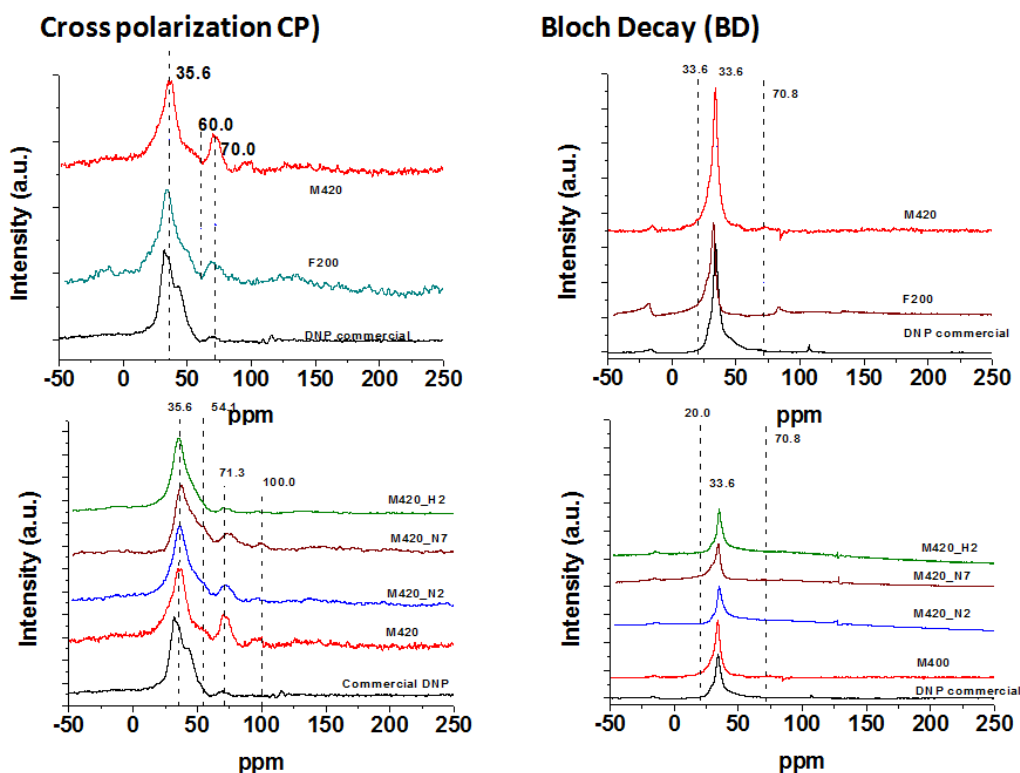 Cross polarization CP)
35.6
60.0
70.0
M420
F200
DNP commercial
Intensity (a.u.)
-50 0 50 100 150 200 250
ppm
Bloch Decay (BD)
33.6 33.6
70.8
M420
F200
DNP commercial
Intensity (a.u.)
-50 0 50 100 150 200 250
ppm
35.6 54.1
71.3
100.0
M420_H2
M420_N7
M420_N2
M420
Commercial DNP
Intensity (a.u.)
-50 0 50 100 150 200 250
ppm
20.0
70.8
33.6
M420_H2
M420_N7
M420_N2
M400
DNP commercial
Intensity (a.u.)
-50 0 50 100 150 200 250
ppm